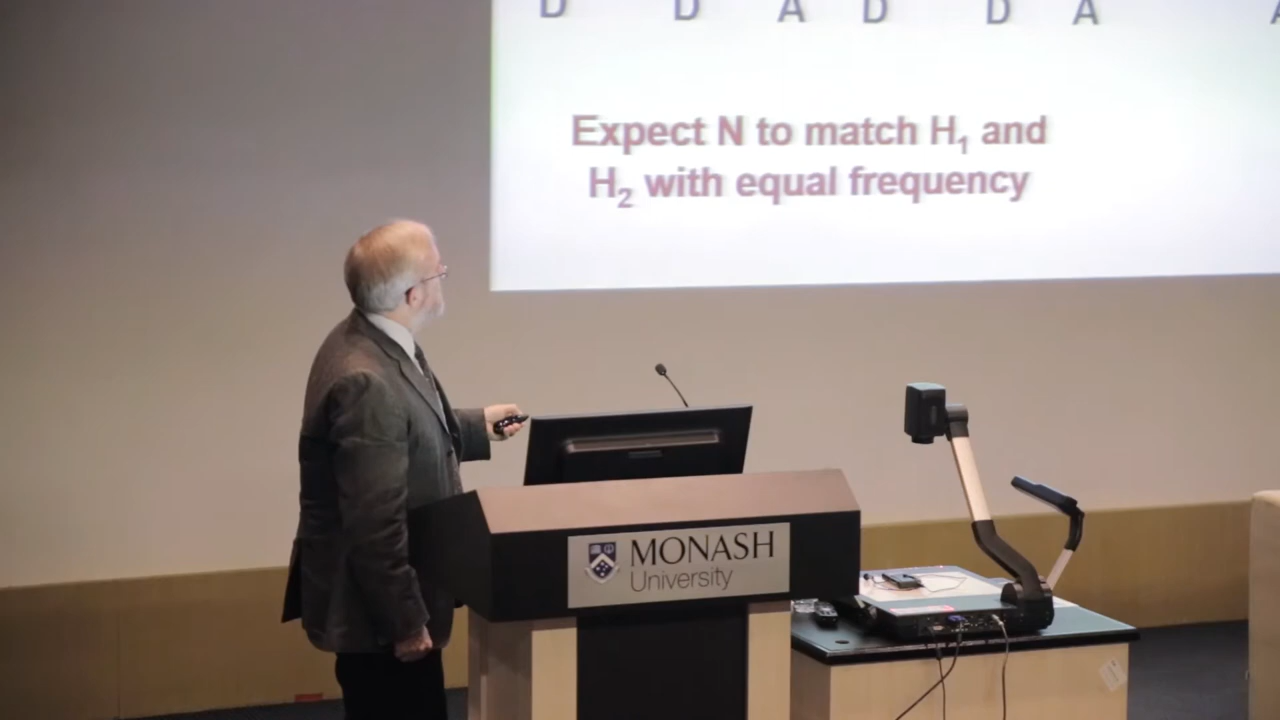 D D A D D A
Expect N to match H₁ and
H₂ with equal frequency
MONASH
University